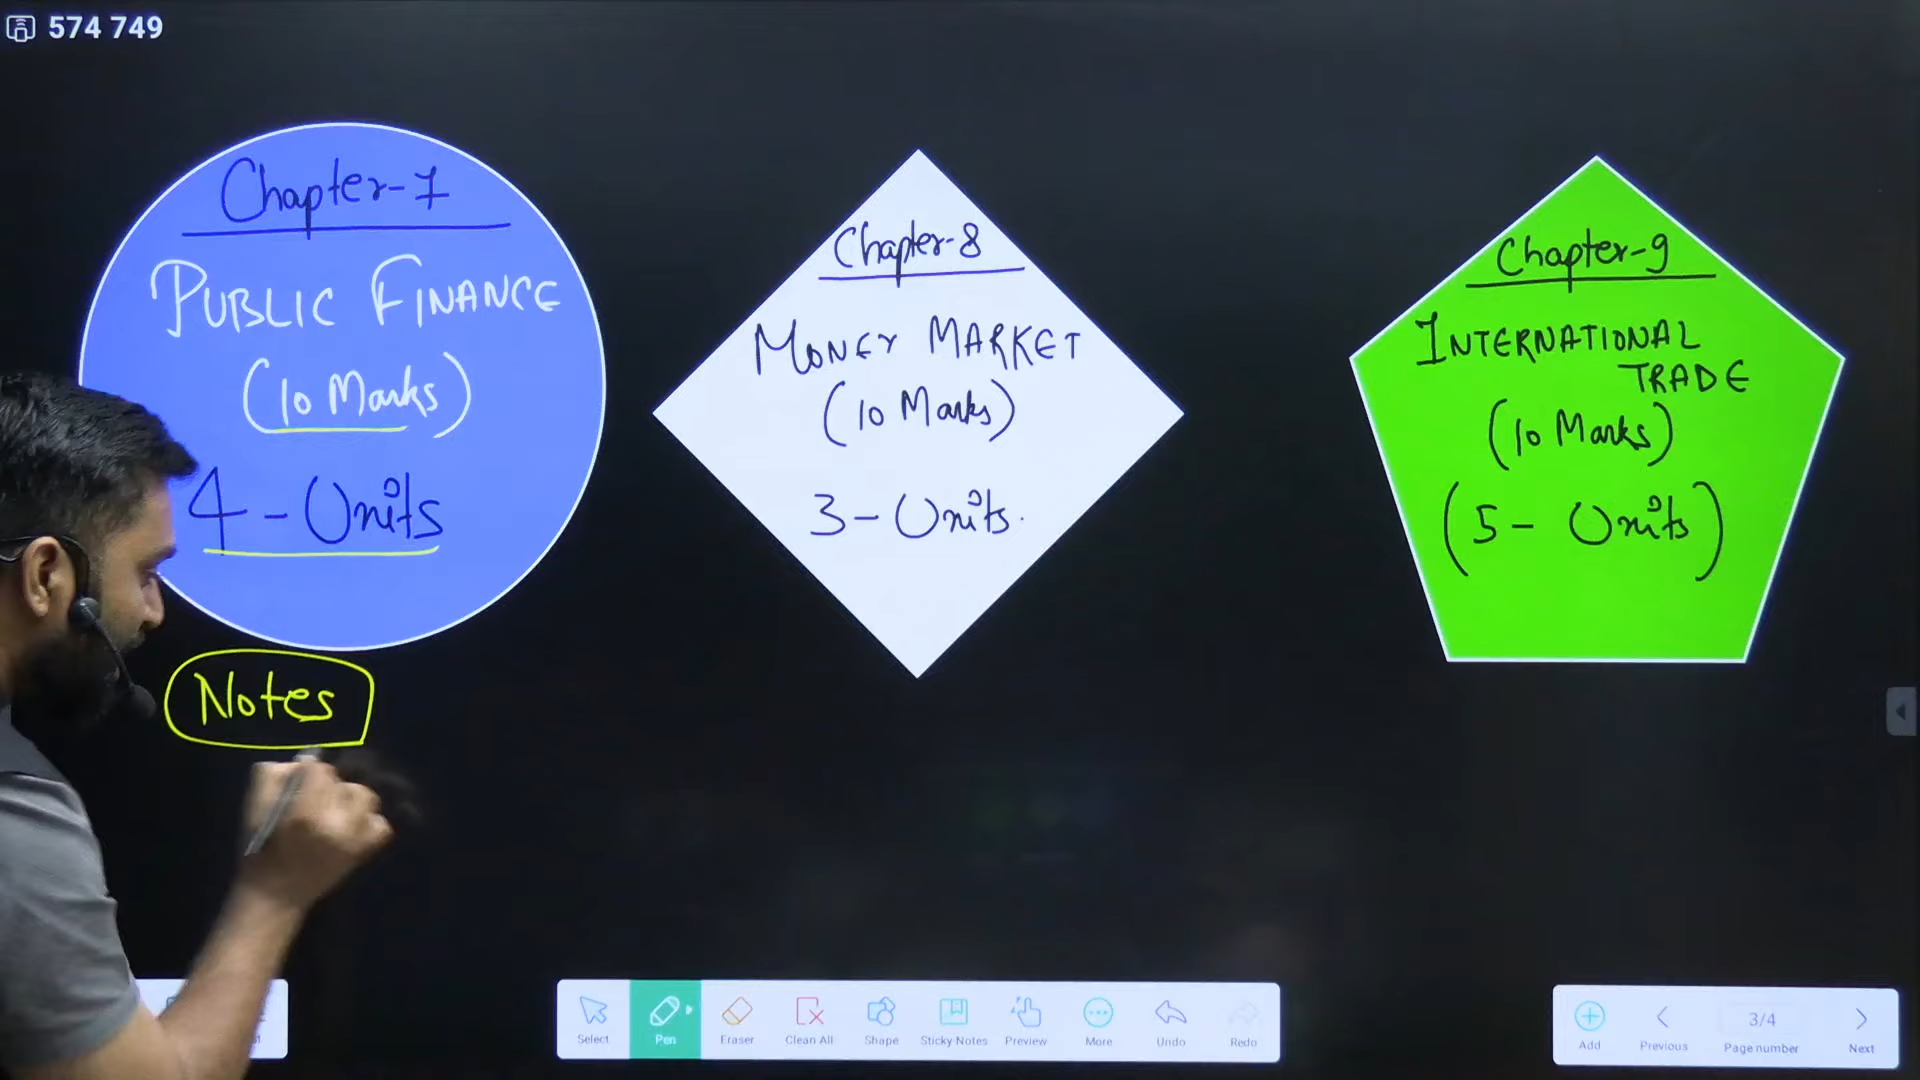 574 749
Chapter-7
PUBLIC FINANCE
(10 Marks)
4-Units
Notes
Chapter-8
MONEY MARKET
(10 Marks)
3-Units.
Chapter-9
INTERNATIONAL
TRADE
(10 Marks)
(5- Units)
Select
Pen
Eraser
Clean All
Shape
Sticky Notes
Preview
More
Undo
Redo
Add
Previous
3/4
Page number
Next